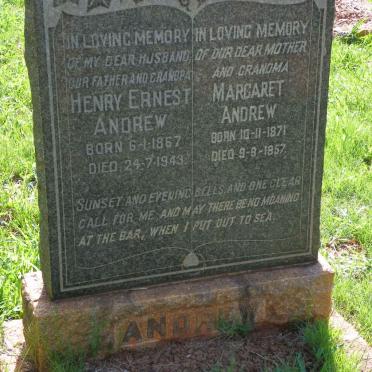 IN LOVING MEMORY
OF MY DEAR HUSBAND
OUR FATHER AND GRANDPA
HENRY ERNEST
ANDREW
BORN 6-1-1867
DIED 24-7-1943
IN LOVING MEMORY
OF OUR DEAR MOTHER
AND GRANDMA
MARGARET
ANDREW
BORN 10-11-1871
DIED 9-8-1957
SUNSET AND EVENING BELLS AND ONE CLEAR
CALL FOR ME AND MAY THERE BE NO MOANING
AT THE BAR, WHEN I PUT OUT TO SEA.
ANDREW